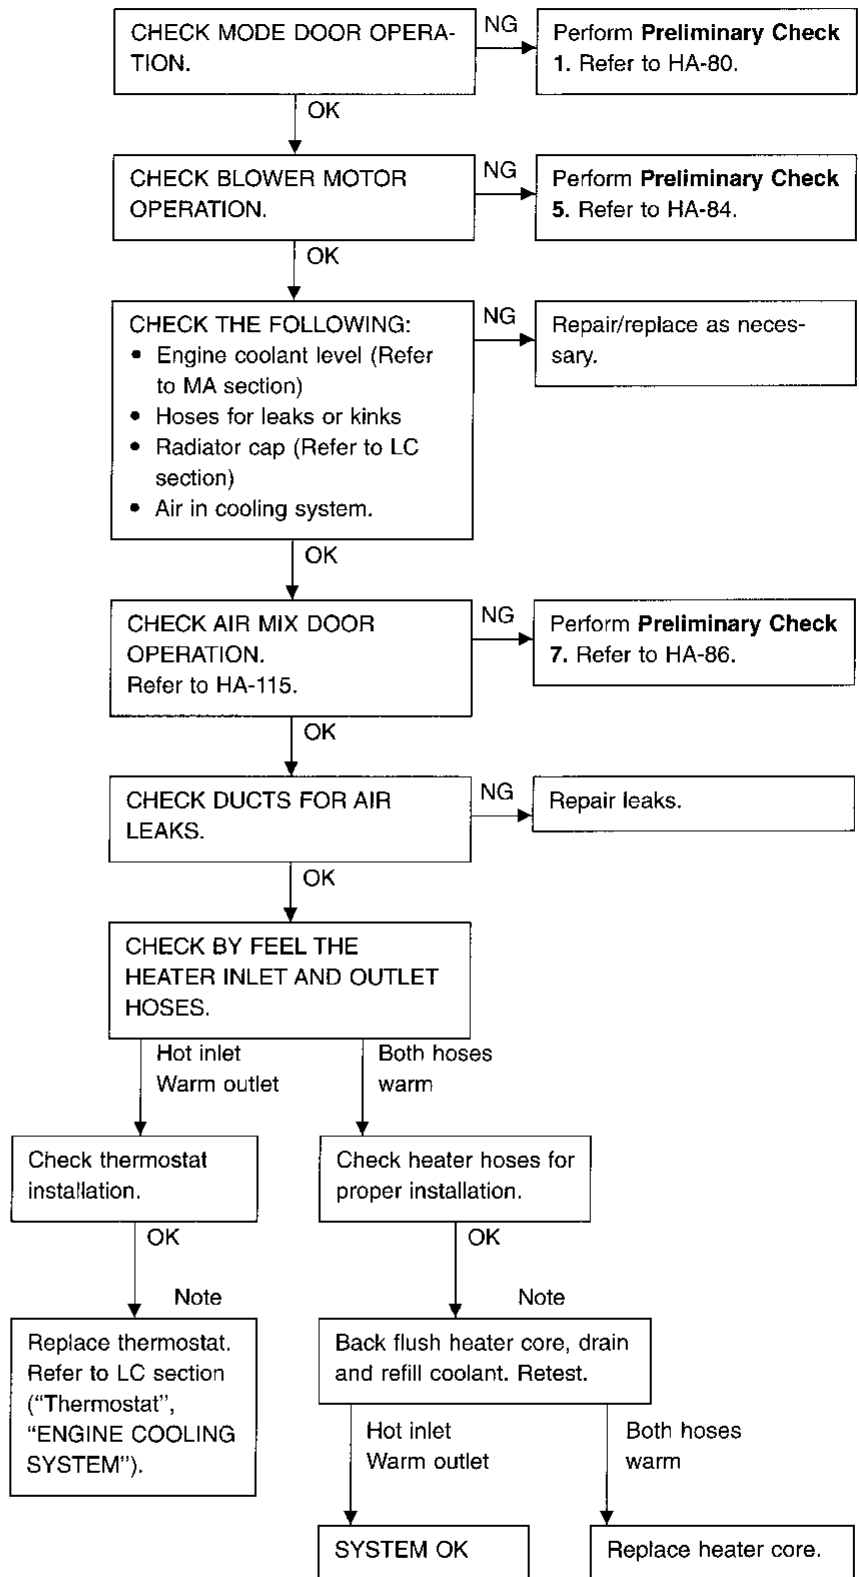 CHECK MODE DOOR OPERA-
TION.
NG
Perform Preliminary Check
1. Refer to HA-80.
OK
CHECK BLOWER MOTOR
OPERATION.
NG
Perform Preliminary Check
5. Refer to HA-84.
OK
CHECK THE FOLLOWING:
• Engine coolant level (Refer
to MA section)
• Hoses for leaks or kinks
• Radiator cap (Refer to LC
section)
• Air in cooling system.
NG
Repair/replace as neces-
sary.
OK
CHECK AIR MIX DOOR
OPERATION.
Refer to HA-115.
NG
Perform Preliminary Check
7. Refer to HA-86.
OK
CHECK DUCTS FOR AIR
LEAKS.
NG
Repair leaks.
OK
CHECK BY FEEL THE
HEATER INLET AND OUTLET
HOSES.
Hot inlet
Warm outlet
Both hoses
warm
Check thermostat
installation.
Check heater hoses for
proper installation.
OK
OK
Note
Note
Replace thermostat.
Refer to LC section
(“Thermostat”,
“ENGINE COOLING
SYSTEM”).
Back flush heater core, drain
and refill coolant. Retest.
Hot inlet
Warm outlet
Both hoses
warm
SYSTEM OK
Replace heater core.